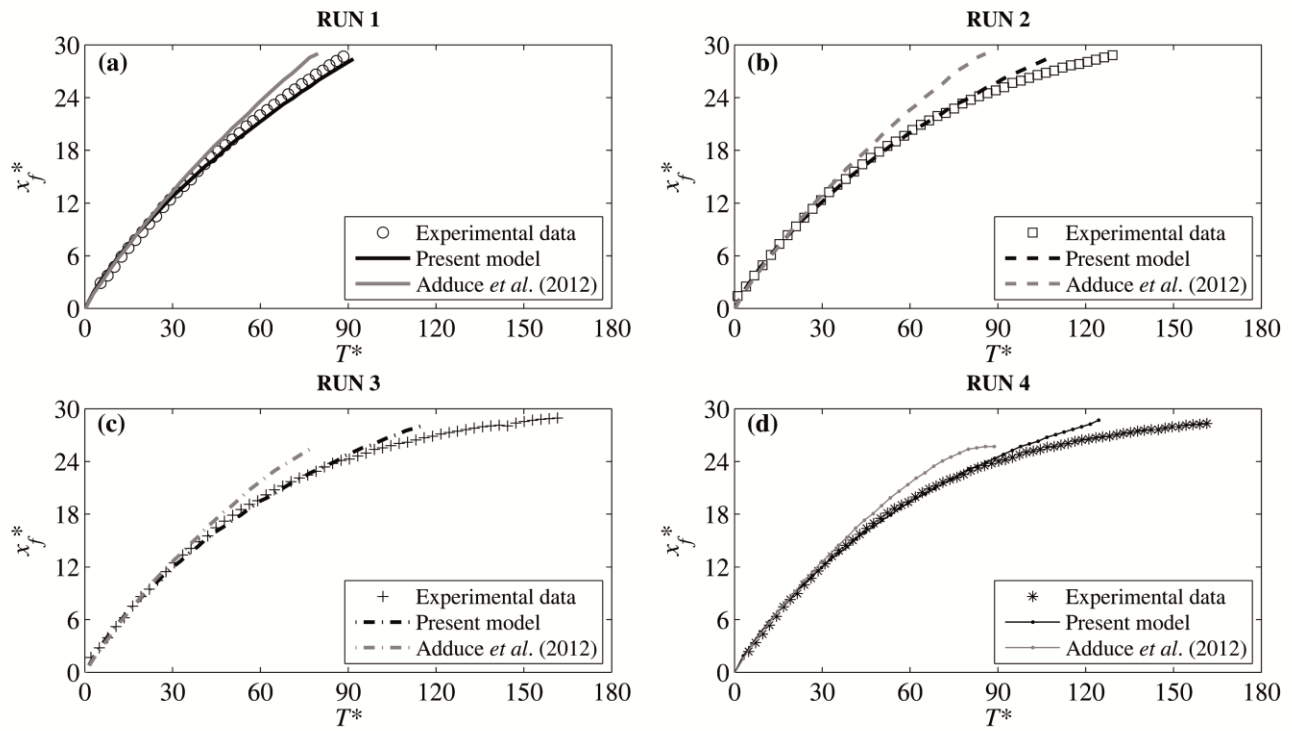 RUN 1
(a)
30
24
18
12
6
0
x_f*
0 30 60 90 120 150 180
T*
Experimental data
Present model
Adduce et al. (2012)
RUN 2
(b)
30
24
18
12
6
0
x_f*
0 30 60 90 120 150 180
T*
Experimental data
Present model
Adduce et al. (2012)
RUN 3
(c)
30
24
18
12
6
0
x_f*
0 30 60 90 120 150 180
T*
Experimental data
Present model
Adduce et al. (2012)
RUN 4
(d)
30
24
18
12
6
0
x_f*
0 30 60 90 120 150 180
T*
Experimental data
Present model
Adduce et al. (2012)